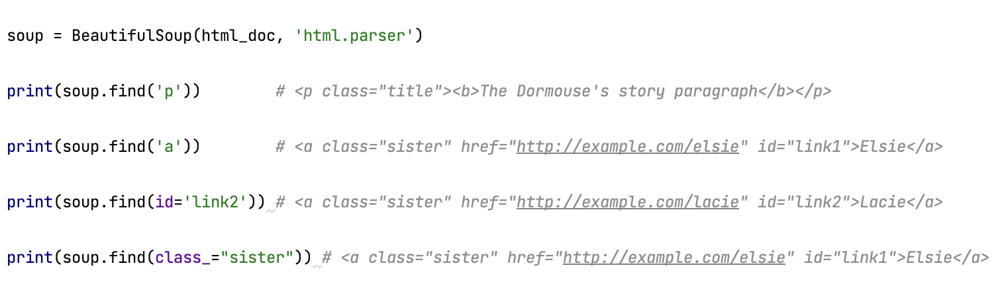 soup = BeautifulSoup(html_doc, 'html.parser')
print(soup.find('p'))        # <p class="title"><b>The Dormouse's story paragraph</b></p>
print(soup.find('a'))        # <a class="sister" href="http://example.com/elsie" id="link1">Elsie</a>
print(soup.find(id='link2')) # <a class="sister" href="http://example.com/lacie" id="link2">Lacie</a>
print(soup.find(class_="sister")) # <a class="sister" href="http://example.com/elsie" id="link1">Elsie</a>